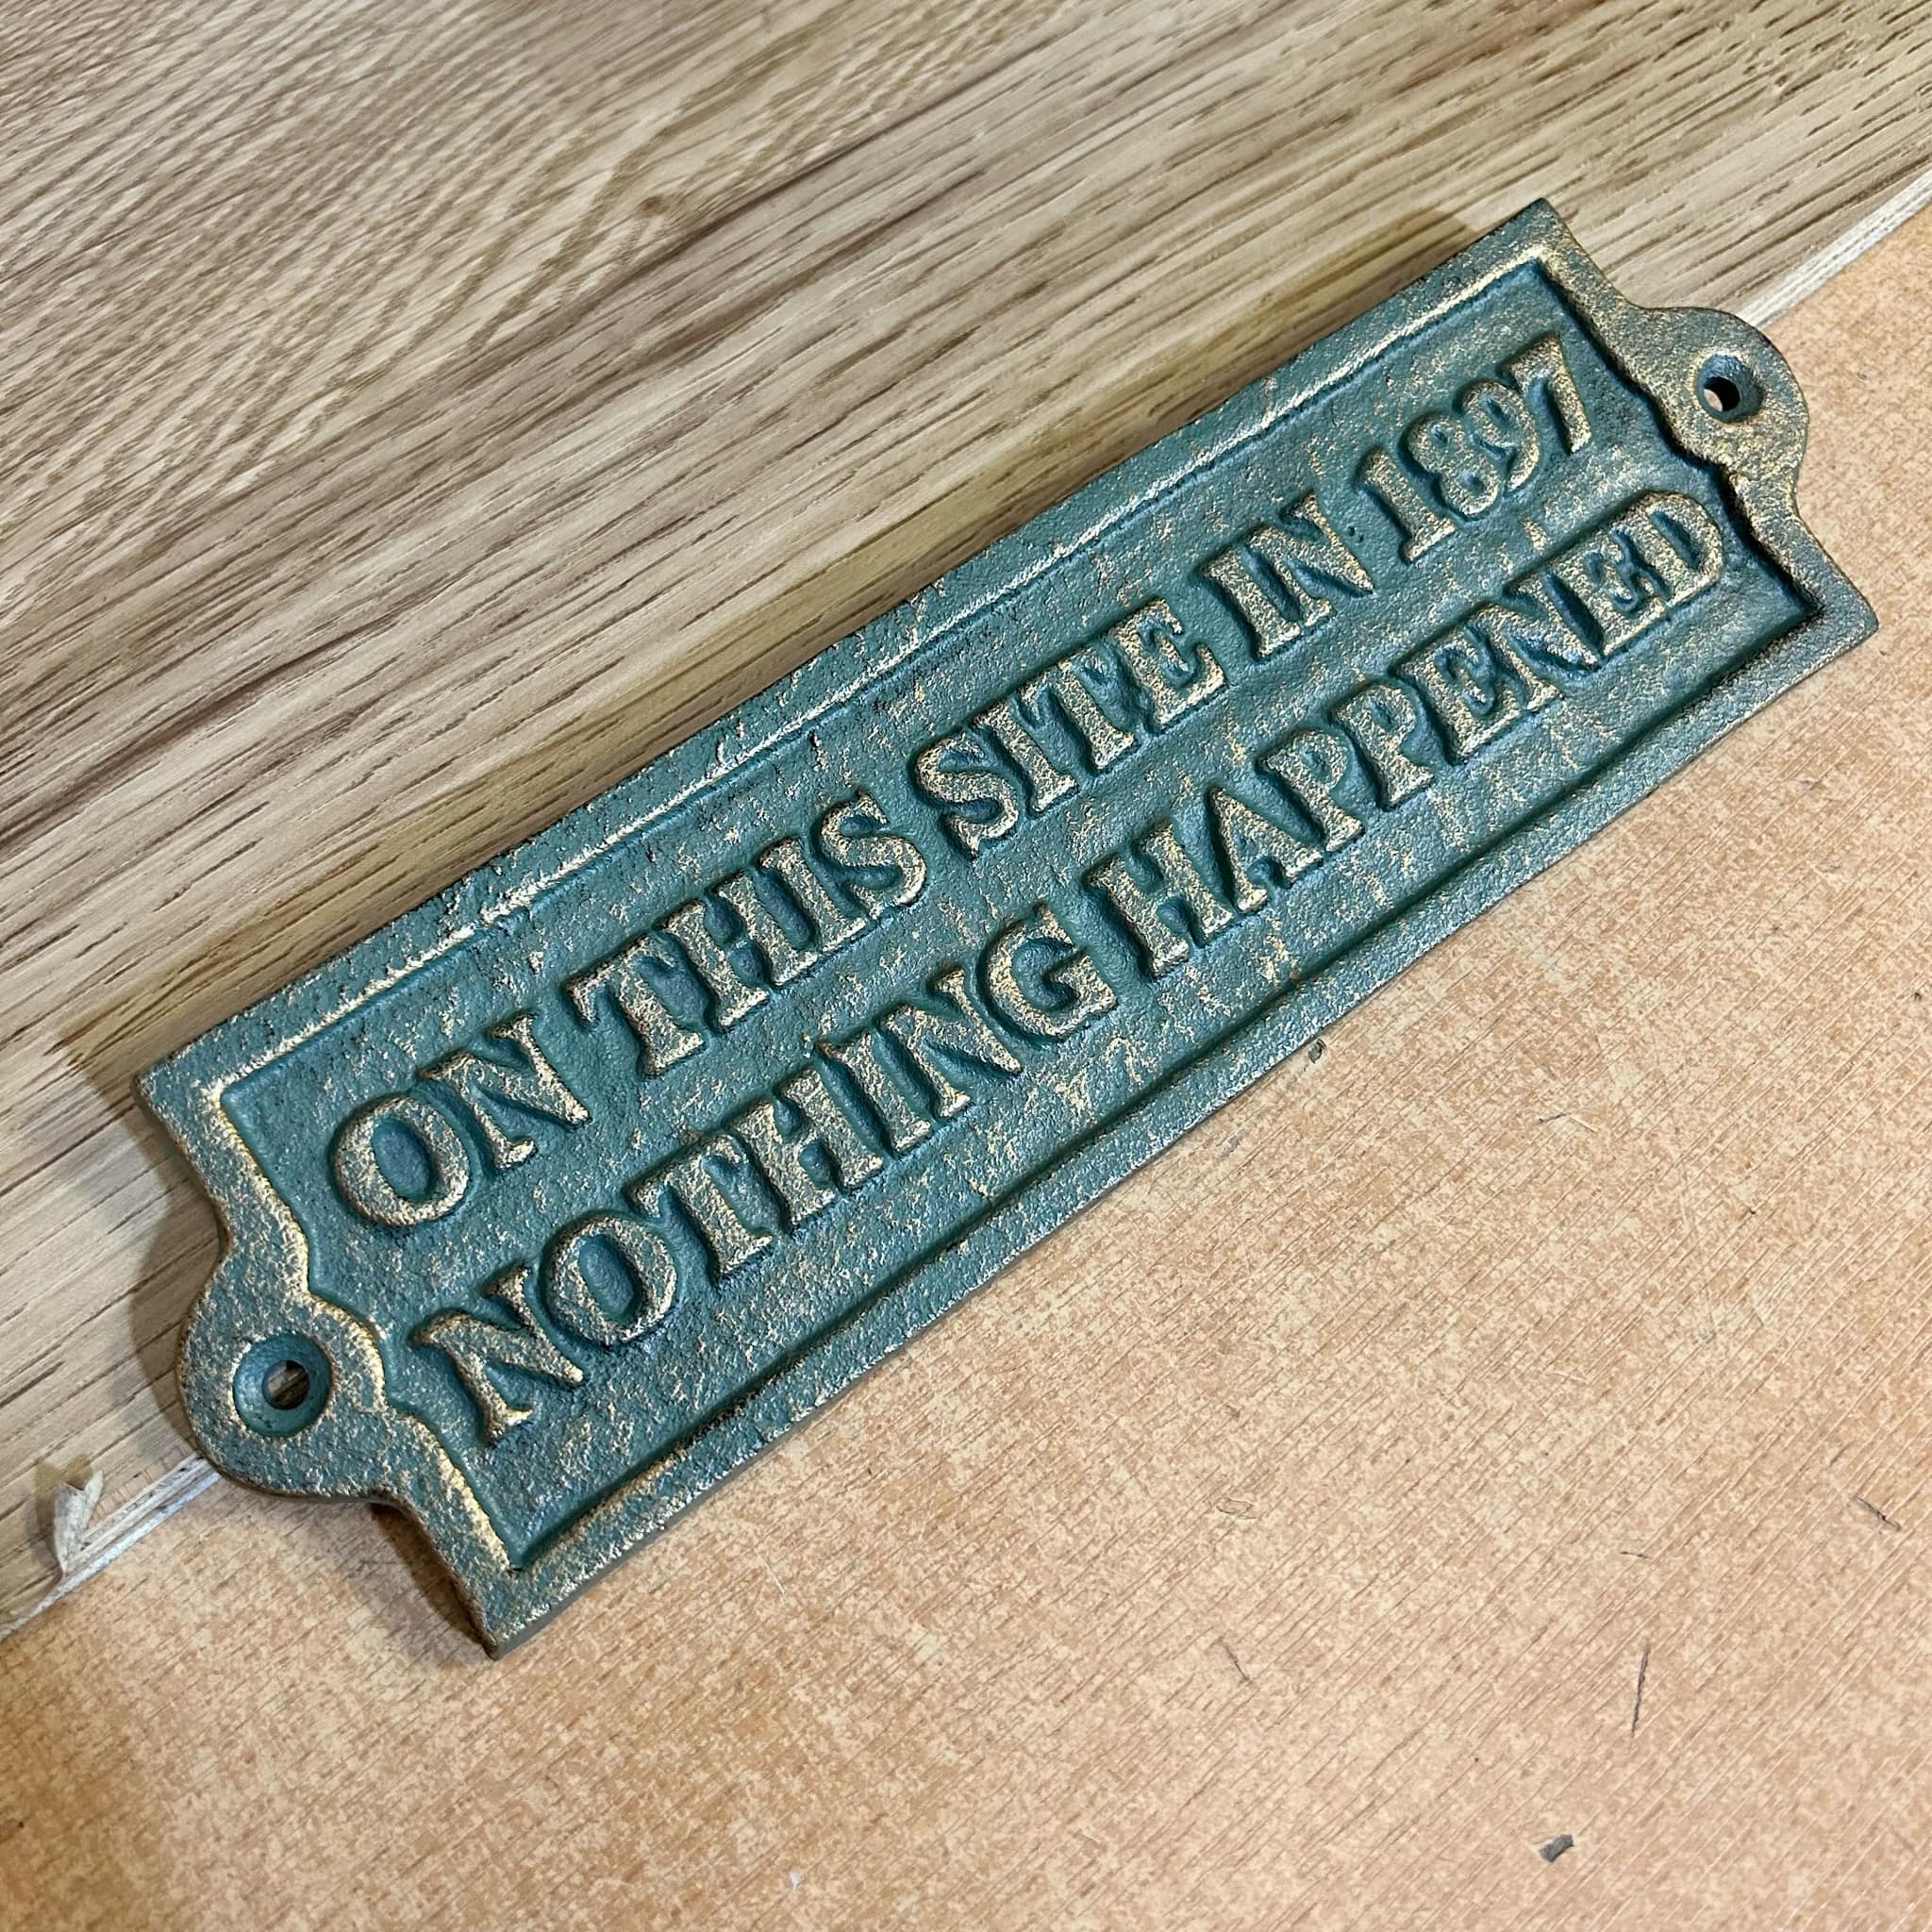 ON THIS SITE IN 1897
NOTHING HAPPENED